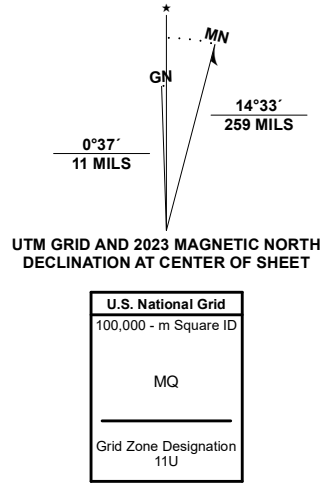 ★
MN
GN
0°37´
11 MILS
14°33´
259 MILS
UTM GRID AND 2023 MAGNETIC NORTH
DECLINATION AT CENTER OF SHEET
U.S. National Grid
100,000 - m Square ID
MQ
Grid Zone Designation
11U